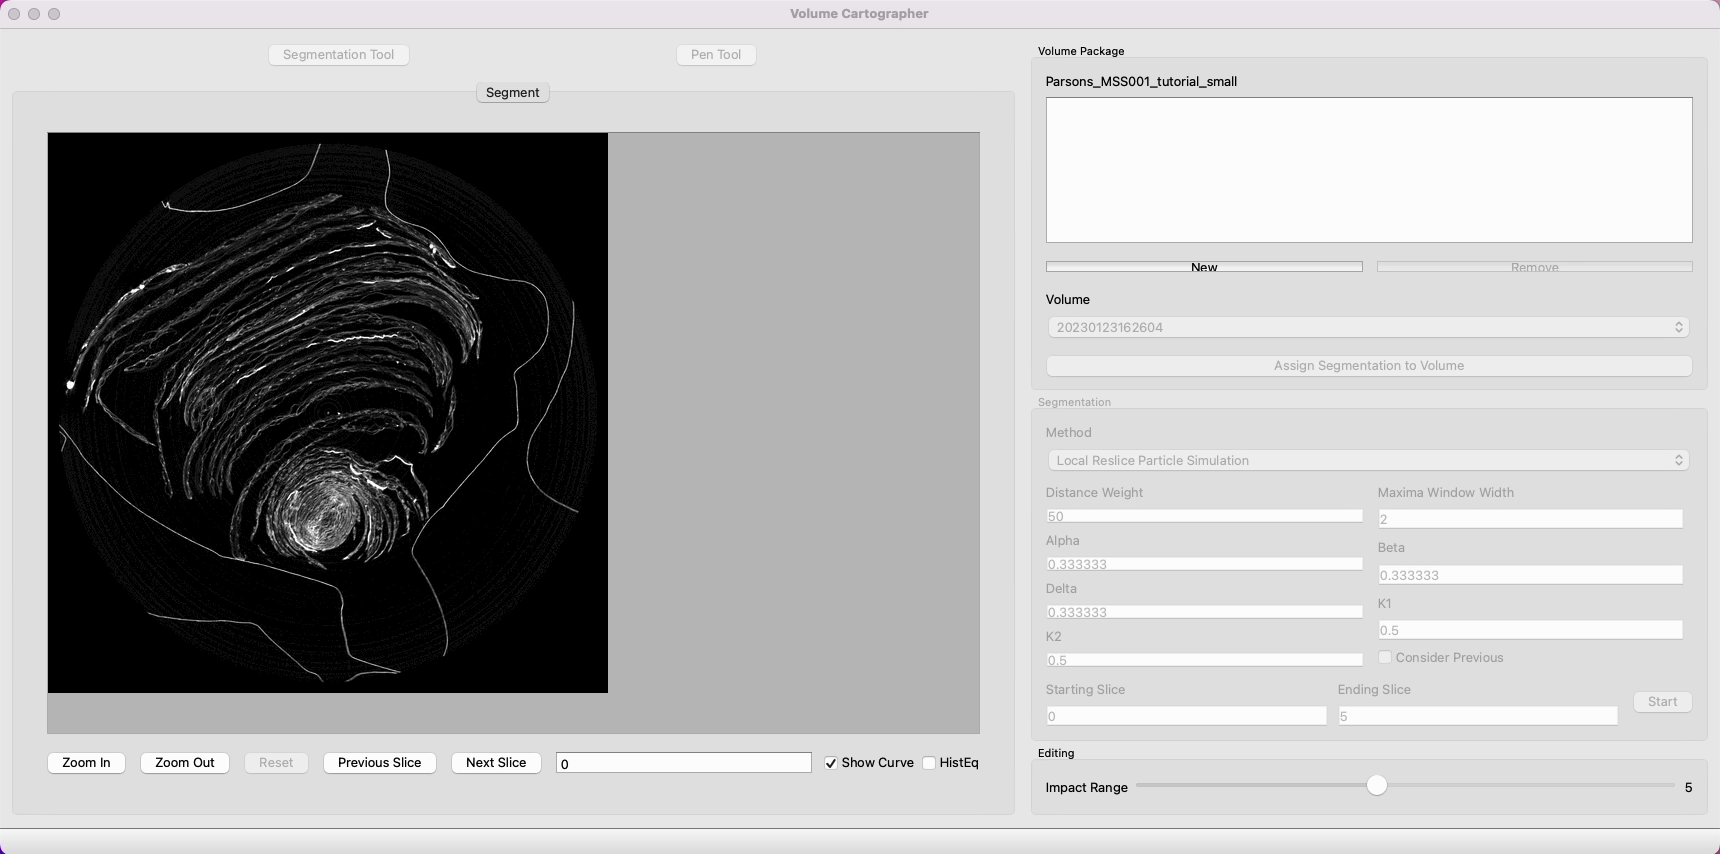 Volume Cartographer
Segmentation Tool
Pen Tool
Segment
Zoom In
Zoom Out
Reset
Previous Slice
Next Slice
0
Show Curve
HistEq
Volume Package
Parsons_MSS001_tutorial_small
New
Remove
Volume
20230123162604
Assign Segmentation to Volume
Segmentation
Method
Local Reslice Particle Simulation
Distance Weight
50
Maxima Window Width
2
Alpha
0.333333
Beta
0.333333
Delta
0.333333
K1
0.5
K2
0.5
Consider Previous
Starting Slice
0
Ending Slice
5
Start
Editing
Impact Range
5